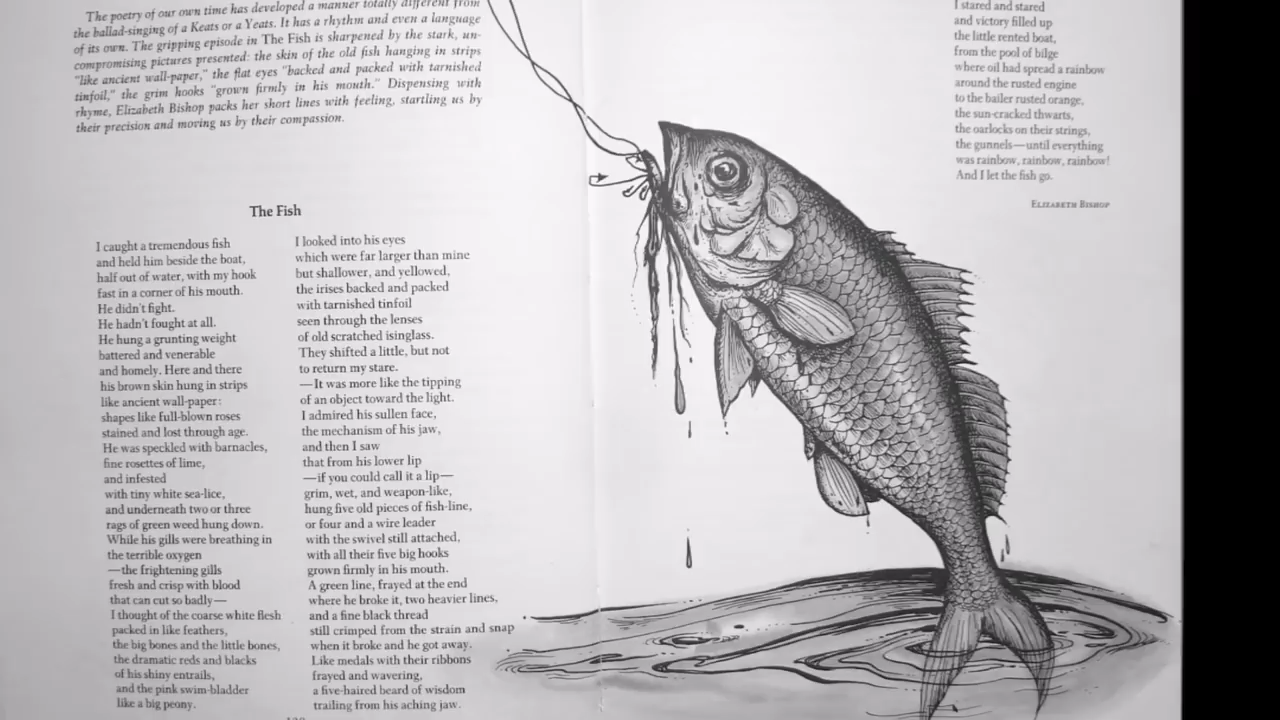 The poetry of our own time has developed a manner totally different from
the ballad-singing of a Keats or a Yeats. It has a rhythm and even a language
of its own. The gripping episode in The Fish is sharpened by the stark, un-
compromising pictures presented: the skin of the old fish hanging in strips
"like ancient wall-paper," the flat eyes "backed and packed with tarnished
tinfoil," the grim hooks "grown firmly in his mouth." Dispensing with
rhyme, Elizabeth Bishop packs her short lines with feeling, startling us by
their precision and moving us by their compassion.
The Fish
I caught a tremendous fish
and held him beside the boat,
half out of water, with my hook
fast in a corner of his mouth.
He didn't fight.
He hadn't fought at all.
He hung a grunting weight
battered and venerable
and homely. Here and there
his brown skin hung in strips
like ancient wall-paper:
shapes like full-blown roses
stained and lost through age.
He was speckled with barnacles,
fine rosettes of lime,
and infested
with tiny white sea-lice,
and underneath two or three
rags of green weed hung down.
While his gills were breathing in
the terrible oxygen
—the frightening gills
fresh and crisp with blood
that can cut so badly—
I thought of the coarse white flesh
packed in like feathers,
the big bones and the little bones,
the dramatic reds and blacks
of his shiny entrails,
and the pink swim-bladder
like a big peony.
I looked into his eyes
which were far larger than mine
but shallower, and yellowed,
the irises backed and packed
with tarnished tinfoil
seen through the lenses
of old scratched isinglass.
They shifted a little, but not
to return my stare.
—It was more like the tipping
of an object toward the light.
I admired his sullen face,
the mechanism of his jaw,
and then I saw
that from his lower lip
—if you could call it a lip—
grim, wet, and weapon-like,
hung five old pieces of fish-line,
or four and a wire leader
with the swivel still attached,
with all their five big hooks
grown firmly in his mouth.
A green line, frayed at the end
where he broke it, two heavier lines,
and a fine black thread
still crimped from the strain and snap
when it broke and he got away.
Like medals with their ribbons
frayed and wavering,
a five-haired beard of wisdom
trailing from his aching jaw.
I stared and stared
and victory filled up
the little rented boat,
from the pool of bilge
where oil had spread a rainbow
around the rusted engine
to the bailer rusted orange,
the sun-cracked thwarts,
the oarlocks on their strings,
the gunnels—until everything
was rainbow, rainbow, rainbow!
And I let the fish go.
Elizabeth Bishop